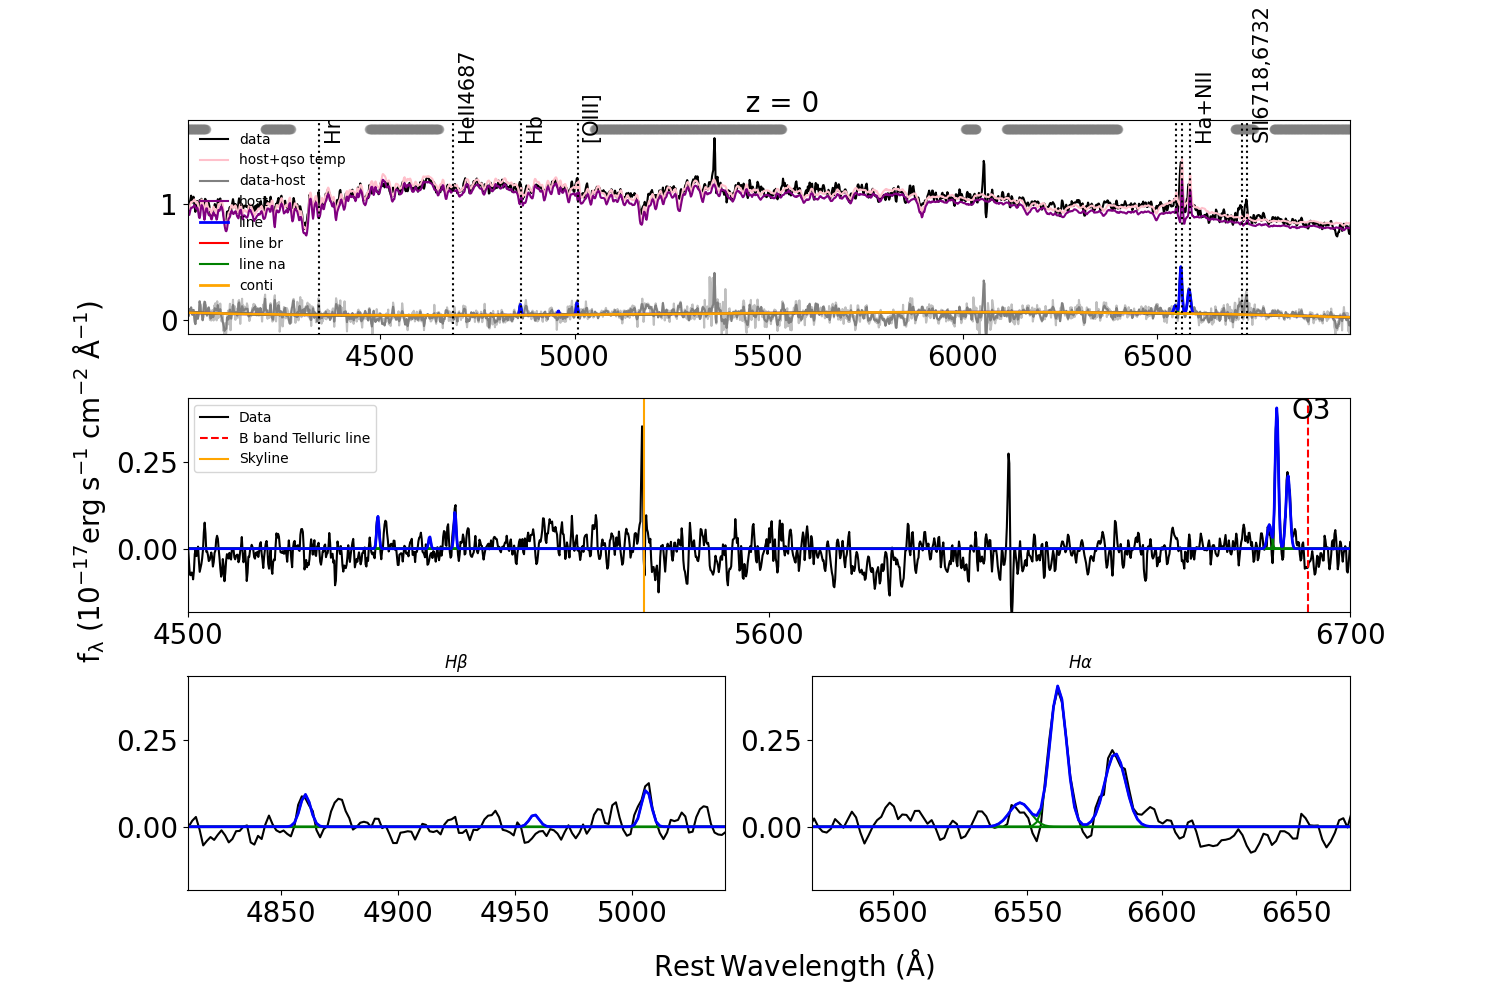 z = 0
Hr
HeII4687
Hb
[OIII]
Ha+NII
SII6718,6732
data
host+qso temp
data-host
host
line
line br
line na
conti
1
0
4500 5000 5500 6000 6500
fλ (10⁻¹⁷erg s⁻¹ cm⁻² Å⁻¹)
O3
Data
B band Telluric line
Skyline
0.25
0.00
4500 5600 6700
Hβ
0.25
0.00
4850 4900 4950 5000
Hα
0.25
0.00
6500 6550 6600 6650
Rest Wavelength (Å)